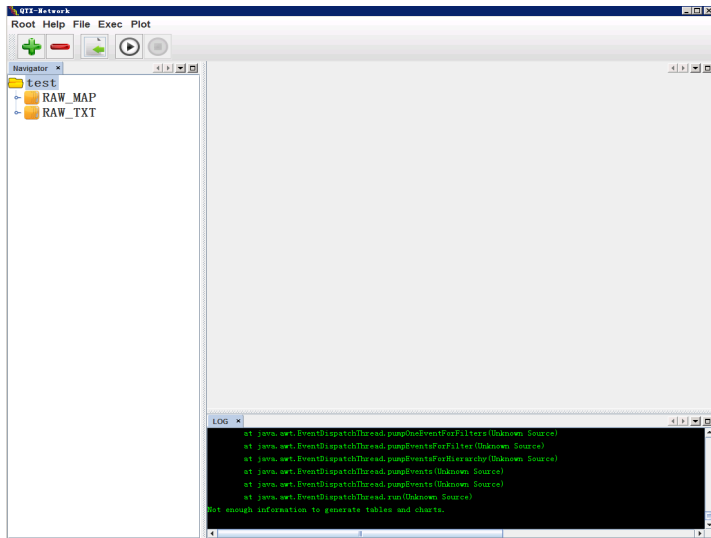 QTX-Network
Root Help File Exec Plot
Navigator
test
RAW_MAP
RAW_TXT
LOG
at java.awt.EventDispatchThread.pumpOneEventForFilters(Unknown Source)
at java.awt.EventDispatchThread.pumpEventsForFilter(Unknown Source)
at java.awt.EventDispatchThread.pumpEventsForHierarchy(Unknown Source)
at java.awt.EventDispatchThread.pumpEvents(Unknown Source)
at java.awt.EventDispatchThread.pumpEvents(Unknown Source)
at java.awt.EventDispatchThread.run(Unknown Source)
Not enough information to generate tables and charts.